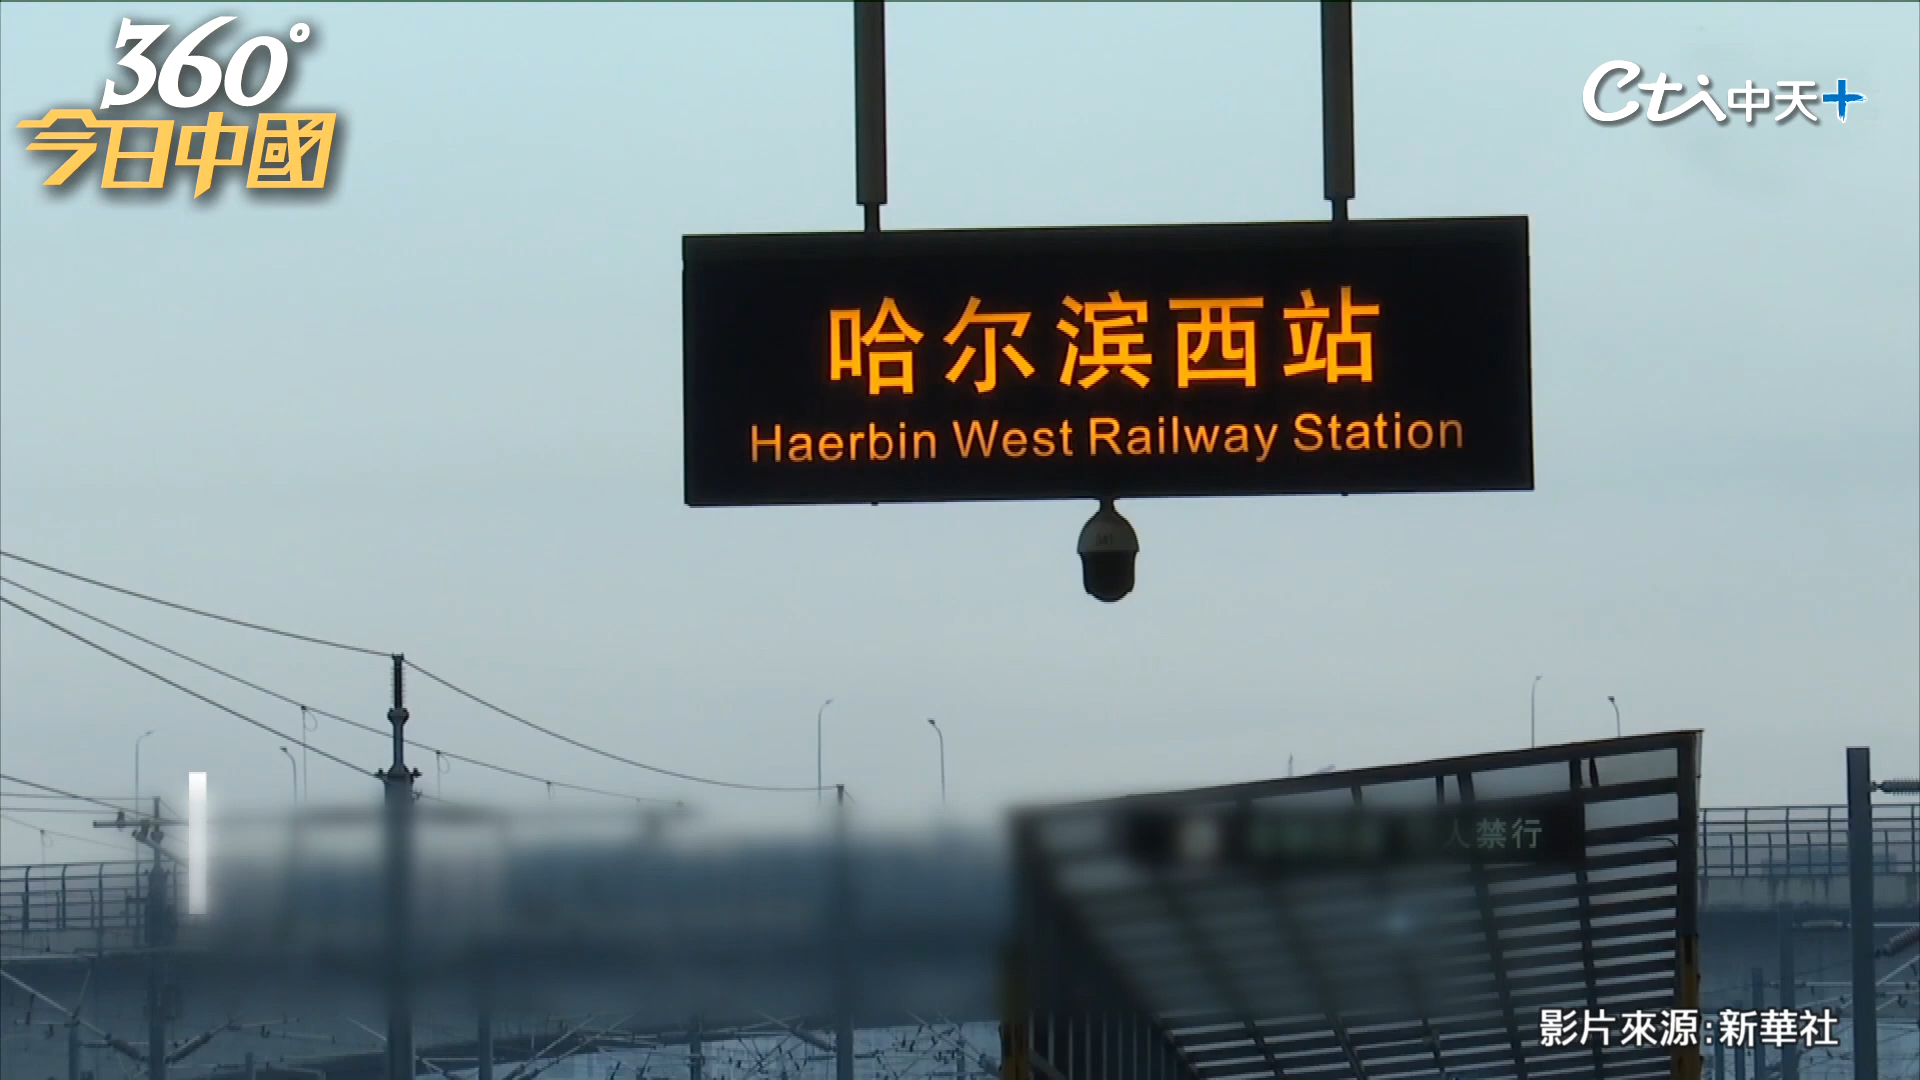 360°
今日中國
Cti中天+
哈尔滨西站
Haerbin West Railway Station
人禁行
影片來源:新華社